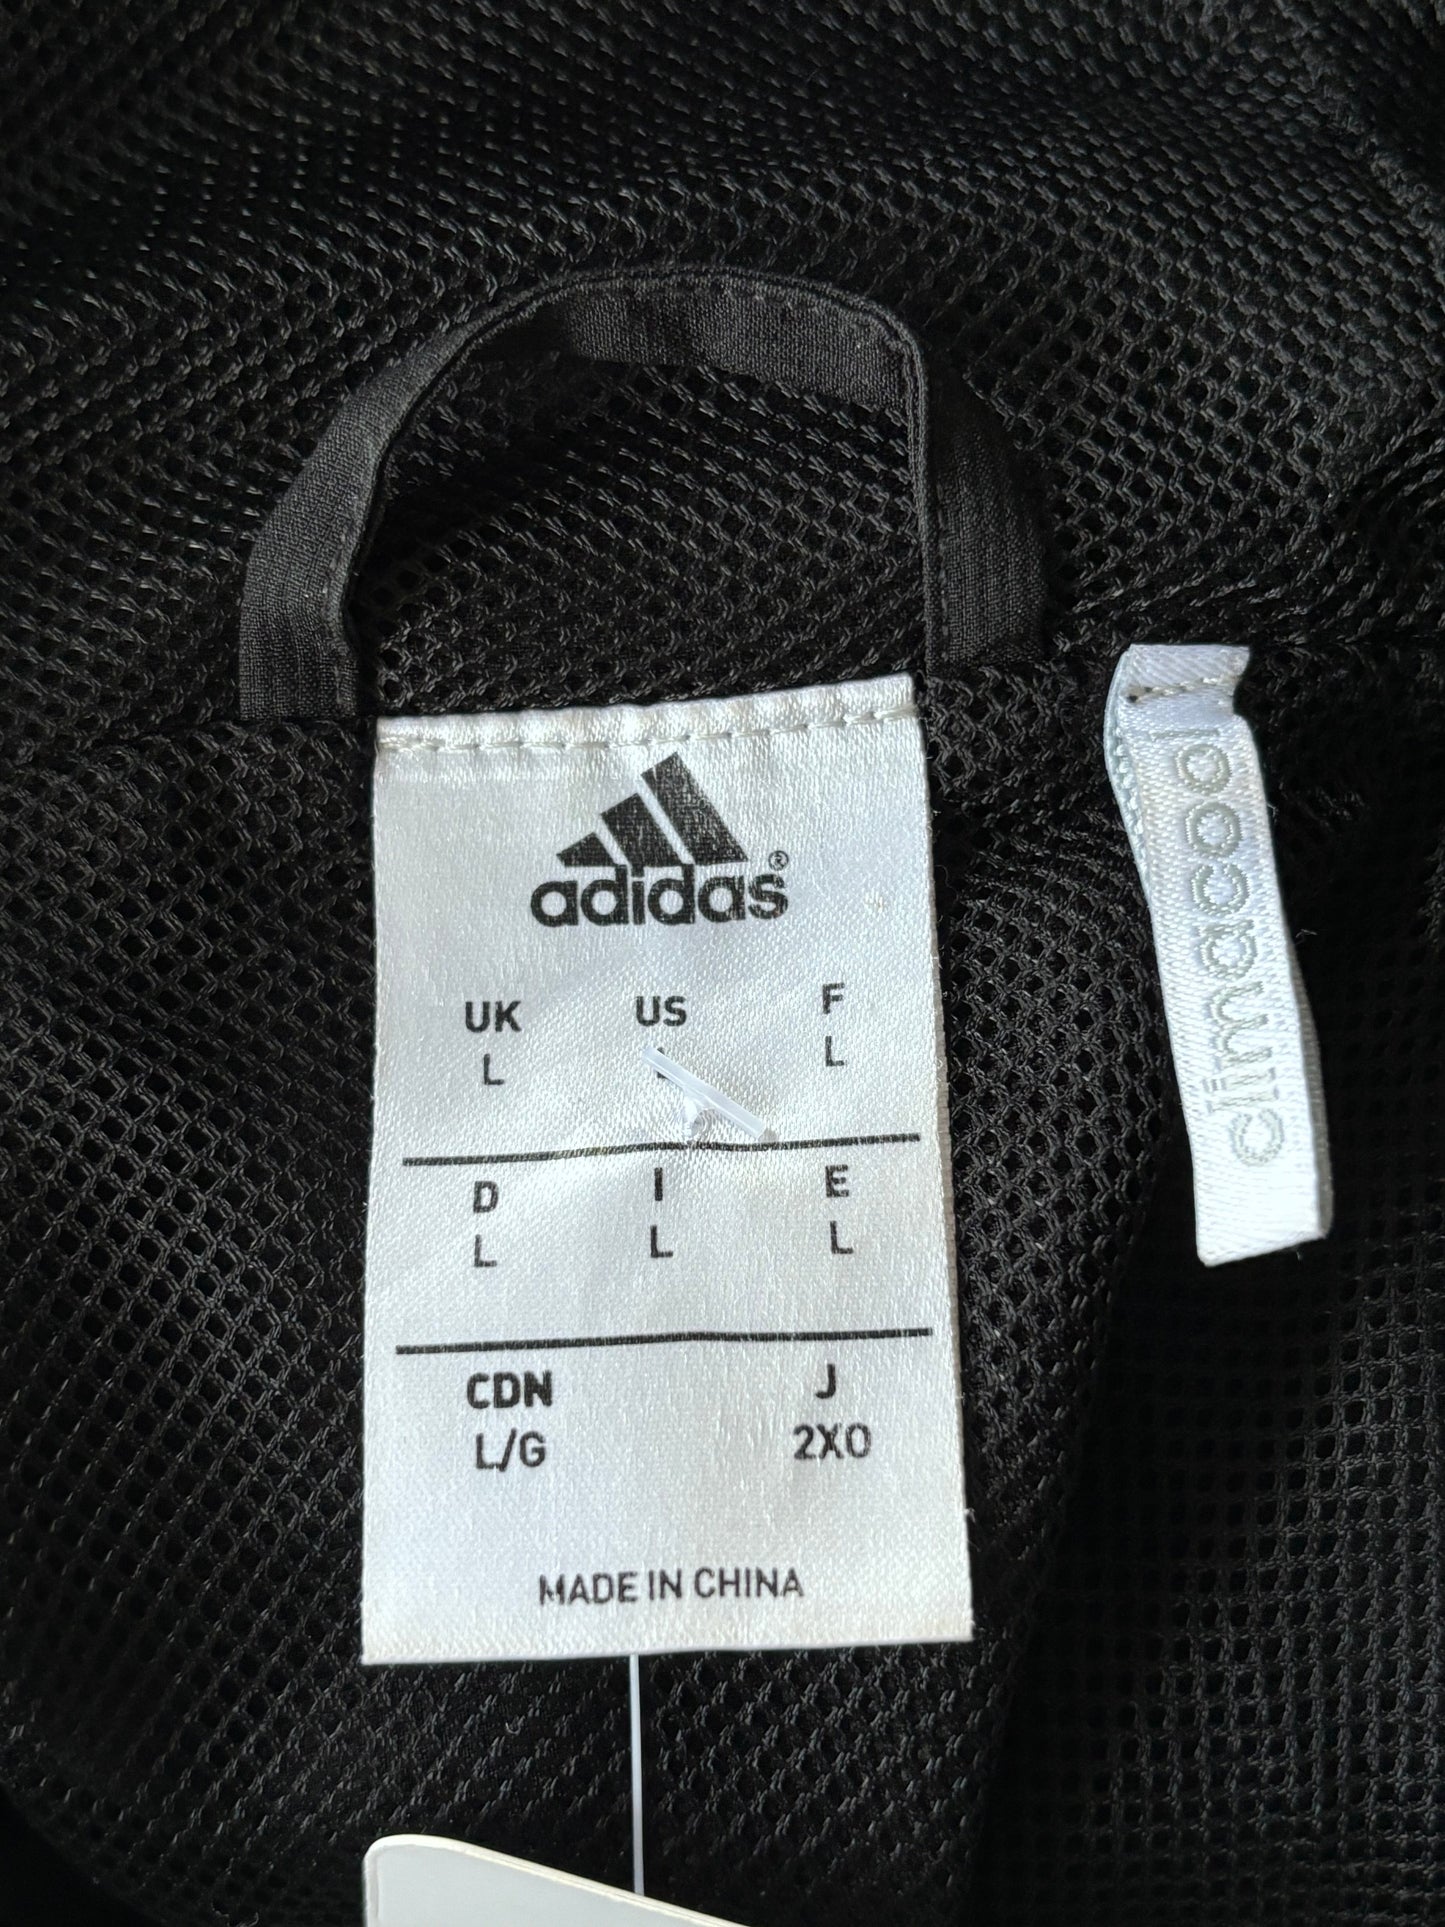 adidas®
UK US F
L L L
D I E
L L L
CDN J
L/G 2XO
MADE IN CHINA
climacool